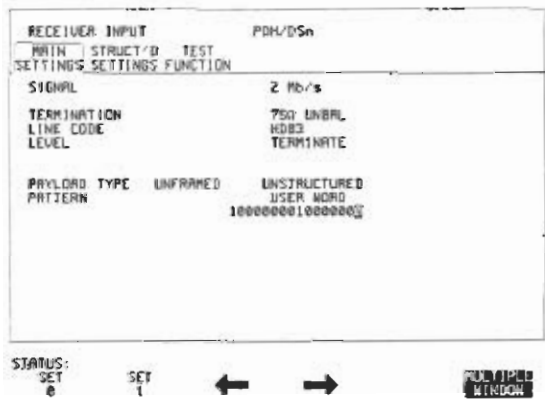 RECEIVER INPUT PDH/DSn
MAIN STRUCT'D TEST
SETTINGS SETTINGS FUNCTION
SIGNAL 2 Mb/s
TERMINATION 75Ω UNBAL
LINE CODE HDB3
LEVEL TERMINATE
PAYLOAD TYPE UNFRAMED UNSTRUCTURED
PATTERN USER WORD
100000001000000
STATUS:
SET SET
0 1
MULTIPLE
WINDOW